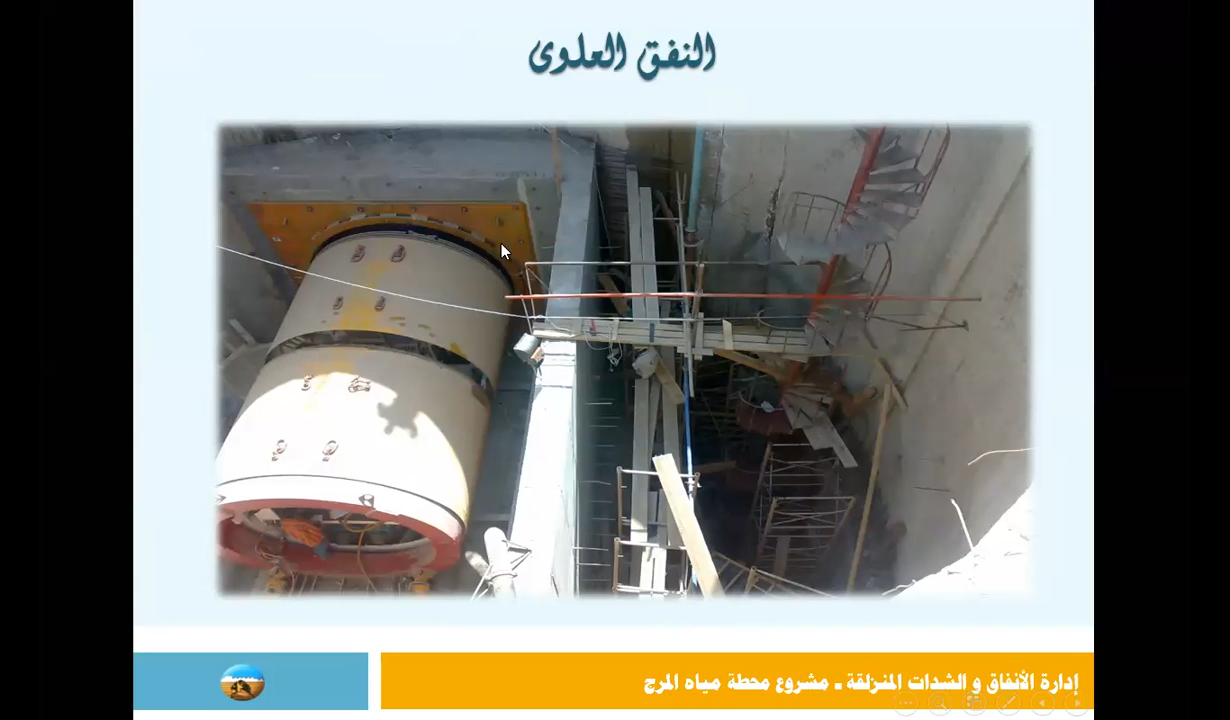 النفق العلوى
إدارة الأنفاق و الشدات المنزلقة - مشروع محطة مياه المرج